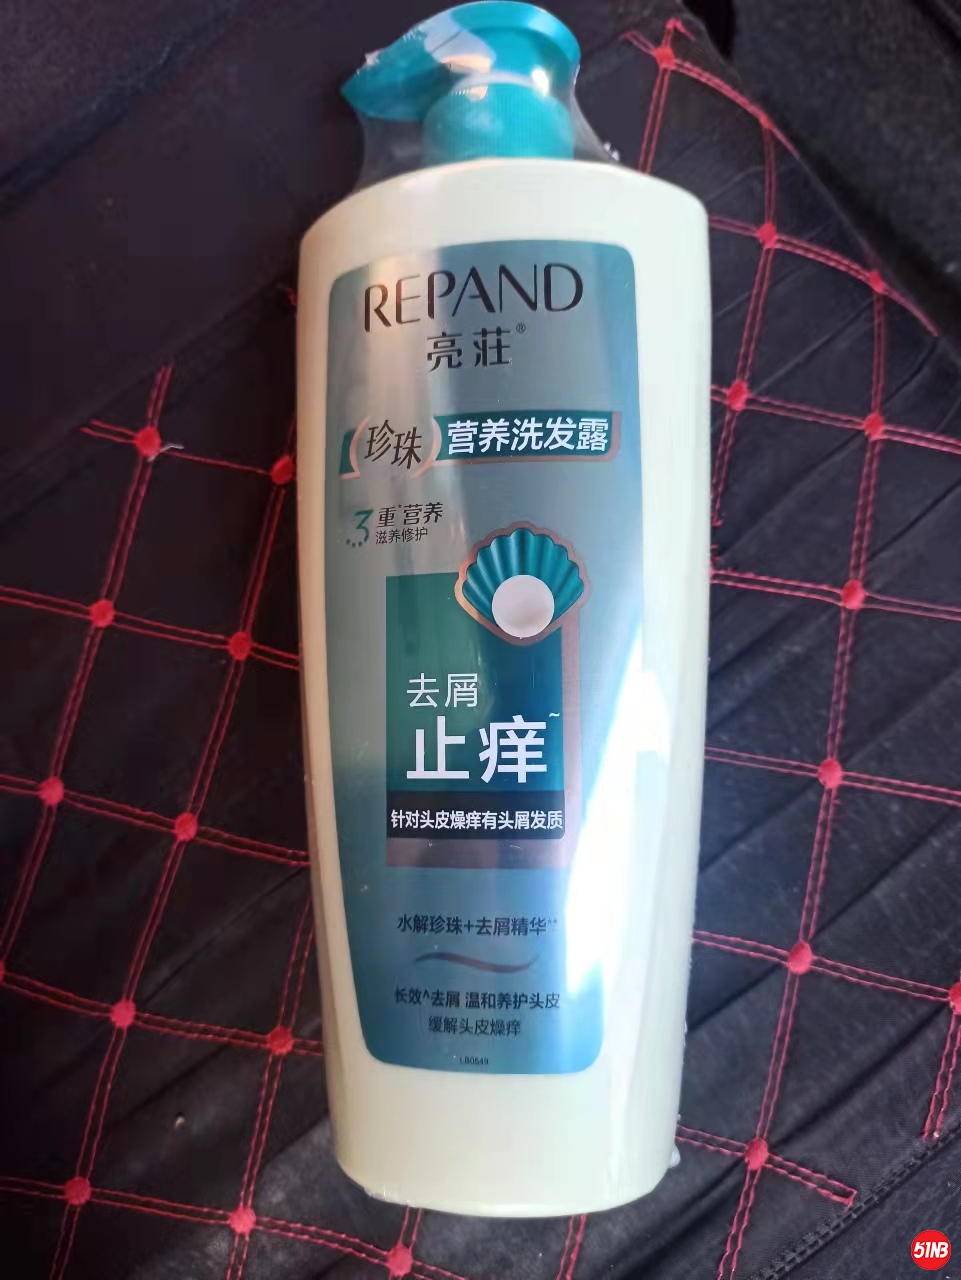 REPAND
亮莊®
珍珠 营养洗发露
3重*营养
滋养修护
去屑
止痒~
针对头皮燥痒有头屑发质
水解珍珠+去屑精华**
长效^去屑 温和养护头皮
缓解头皮燥痒
LB0549
51NB